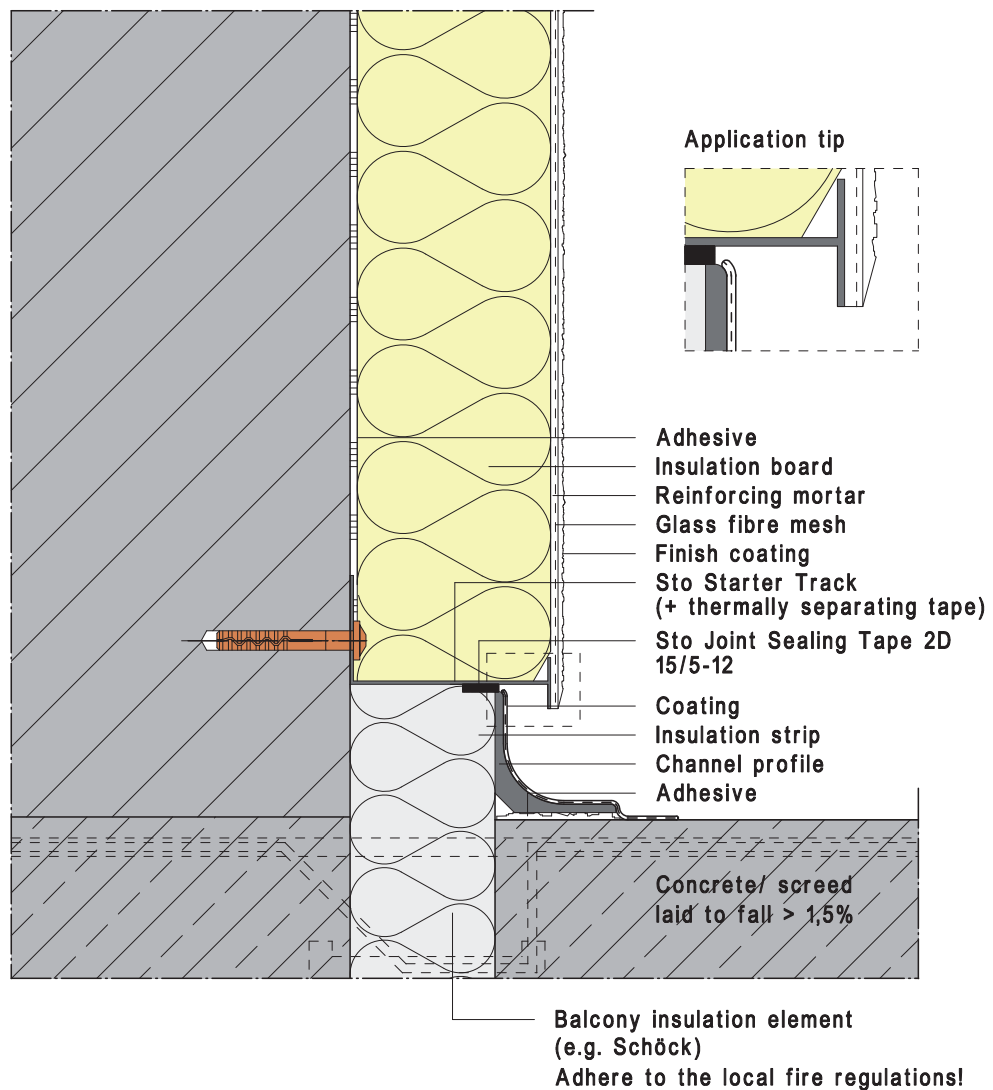 Application tip
Adhesive
Insulation board
Reinforcing mortar
Glass fibre mesh
Finish coating
Sto Starter Track
(+ thermally separating tape)
Sto Joint Sealing Tape 2D
15/5-12
Coating
Insulation strip
Channel profile
Adhesive
Concrete/ screed
laid to fall > 1,5%
Balcony insulation element
(e.g. Schöck)
Adhere to the local fire regulations!